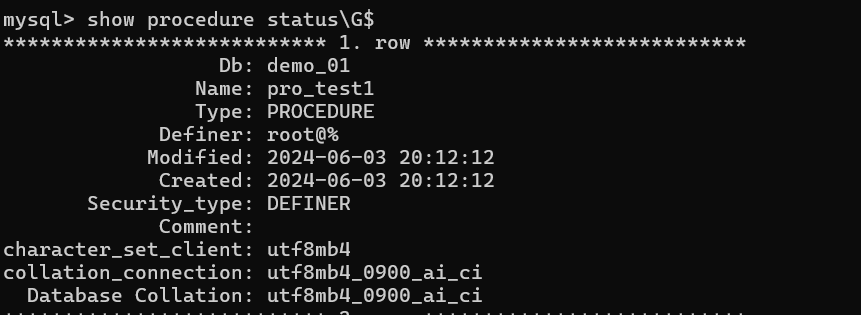 mysql> show procedure status\G$
*************************** 1. row ***************************
Db: demo_01
Name: pro_test1
Type: PROCEDURE
Definer: root@%
Modified: 2024-06-03 20:12:12
Created: 2024-06-03 20:12:12
Security_type: DEFINER
Comment:
character_set_client: utf8mb4
collation_connection: utf8mb4_0900_ai_ci
Database Collation: utf8mb4_0900_ai_ci